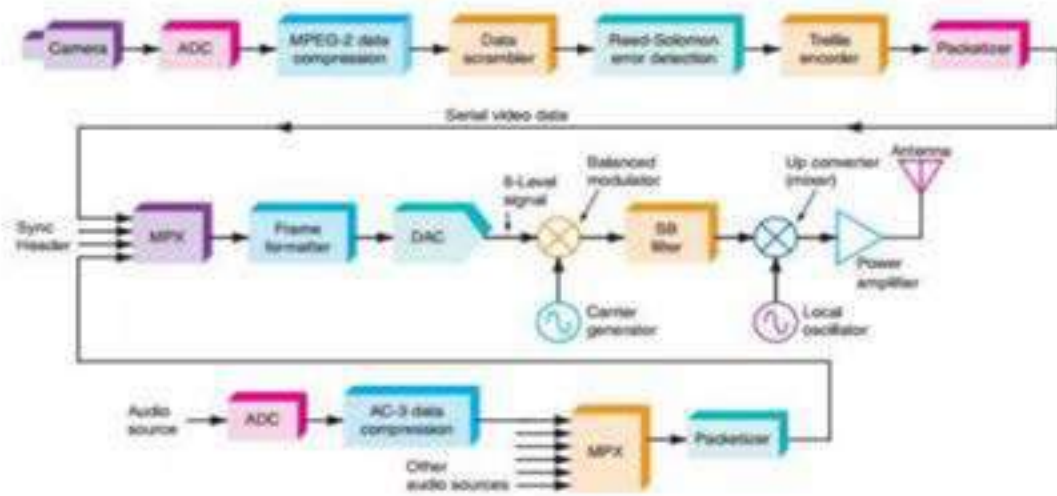 Camera
ADC
MPEG-2 data
compression
Data
scrambler
Reed-Solomon
error detection
Trellis
encoder
Packetizer
Serial video data
Sync
Header
MPX
Frame
formatter
DAC
8-Level
signal
Balanced
modulator
SB
filter
Up converter
(mixer)
Antenna
Power
amplifier
Carrier
generator
Local
oscillator
Audio
source
ADC
AC-3 data
compression
Other
audio sources
MPX
Packetizer